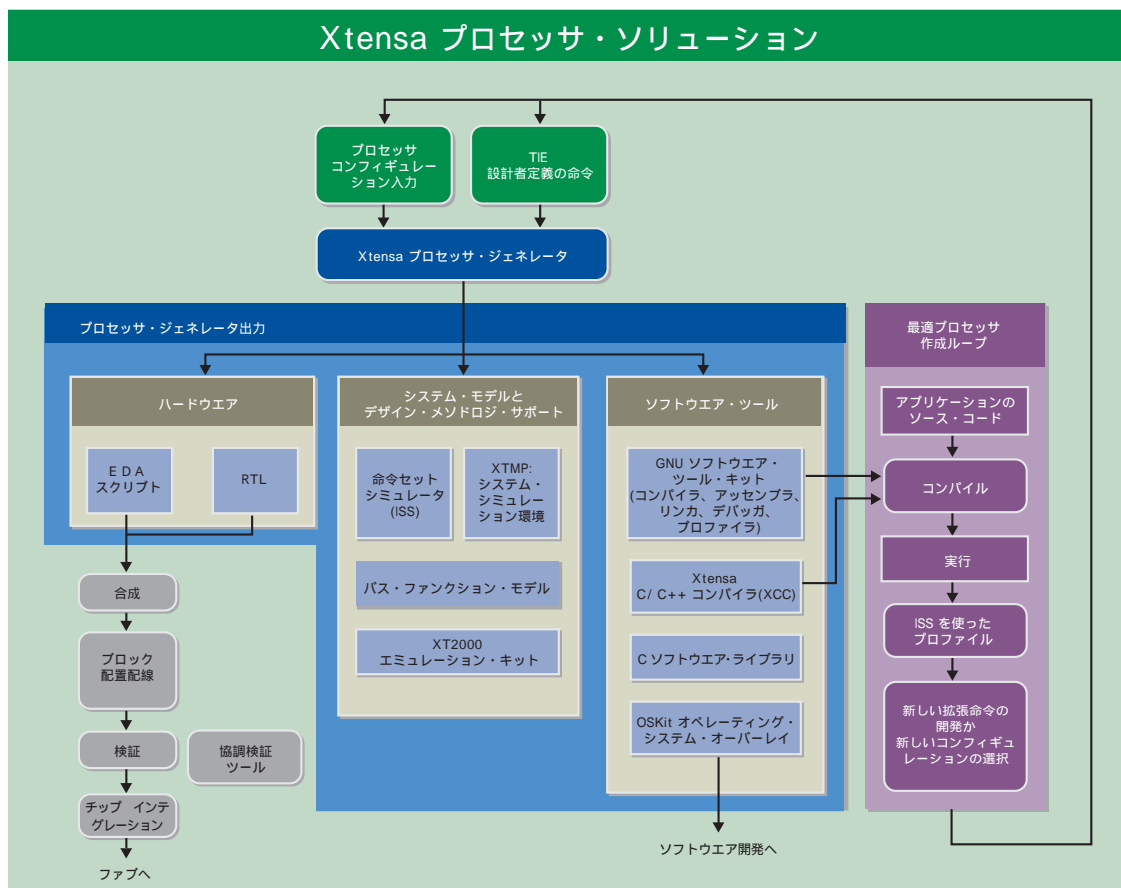 Xtensa プロセッサ・ソリューション
プロセッサ
コンフィギュレー
ション入力
TIE
設計者定義の命令
Xtensa プロセッサ・ジェネレータ
プロセッサ・ジェネレータ出力
ハードウエア
EDA
スクリプト
RTL
合成
ブロック
配置配線
検証
協調検証
ツール
チップ インテ
グレーション
ファブへ
システム・モデルと
デザイン・メソドロジ・サポート
命令セット
シミュレータ
(ISS)
XTMP:
システム・
シミュレー
ション環境
バス・ファンクション・モデル
XT2000
エミュレーション・キット
ソフトウエア・ツール
GNU ソフトウエア・
ツール・キット
(コンパイラ、アッセンブラ、
リンカ、デバッガ、
プロファイラ)
Xtensa
C/ C++ コンパイラ(XCC)
C ソフトウエア・ライブラリ
OSKit オペレーティング・
システム・オーバーレイ
ソフトウエア開発へ
最適プロセッサ
作成ループ
アプリケーションの
ソース・コード
コンパイル
実行
ISS を使った
プロファイル
新しい拡張命令の
開発か
新しいコンフィギュ
レーションの選択